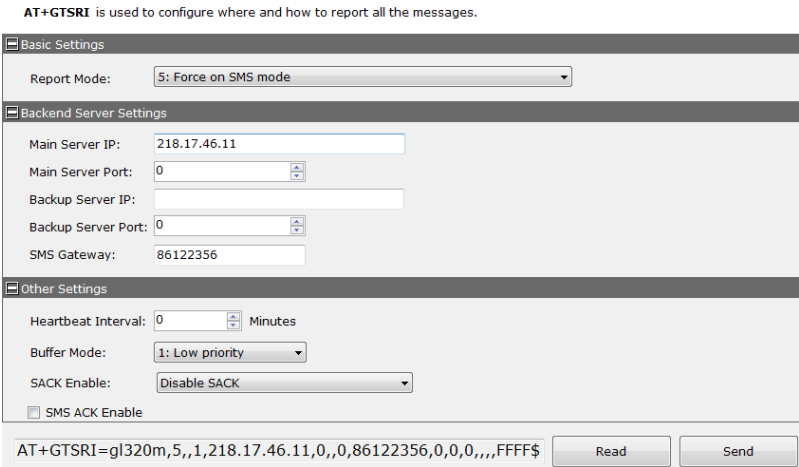 AT+GTSRI is used to configure where and how to report all the messages.
Basic Settings
Report Mode: 5: Force on SMS mode
Backend Server Settings
Main Server IP: 218.17.46.11
Main Server Port: 0
Backup Server IP:
Backup Server Port: 0
SMS Gateway: 86122356
Other Settings
Heartbeat Interval: 0 Minutes
Buffer Mode: 1: Low priority
SACK Enable: Disable SACK
SMS ACK Enable
AT+GTSRI=gl320m,5,,1,218.17.46.11,0,,0,86122356,0,0,0,,,,FFFF$ Read Send